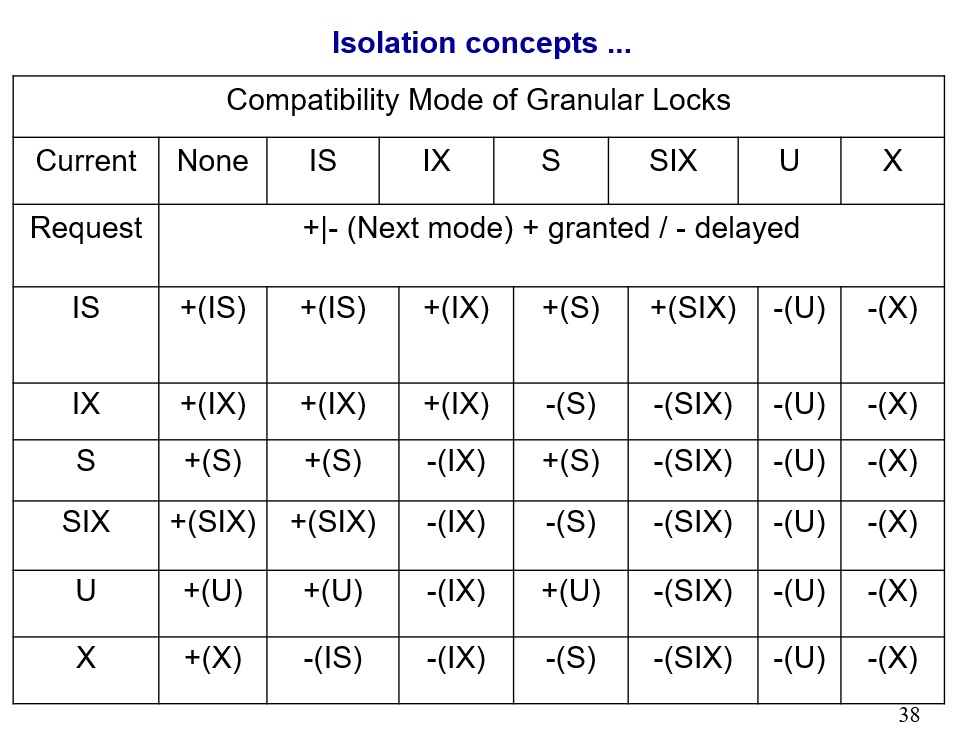 Isolation concepts ...
Compatibility Mode of Granular Locks
Current None IS IX S SIX U X
Request +|- (Next mode) + granted / - delayed
IS +(IS) +(IS) +(IX) +(S) +(SIX) -(U) -(X)
IX +(IX) +(IX) +(IX) -(S) -(SIX) -(U) -(X)
S +(S) +(S) -(IX) +(S) -(SIX) -(U) -(X)
SIX +(SIX) +(SIX) -(IX) -(S) -(SIX) -(U) -(X)
U +(U) +(U) -(IX) +(U) -(SIX) -(U) -(X)
X +(X) -(IS) -(IX) -(S) -(SIX) -(U) -(X)
38